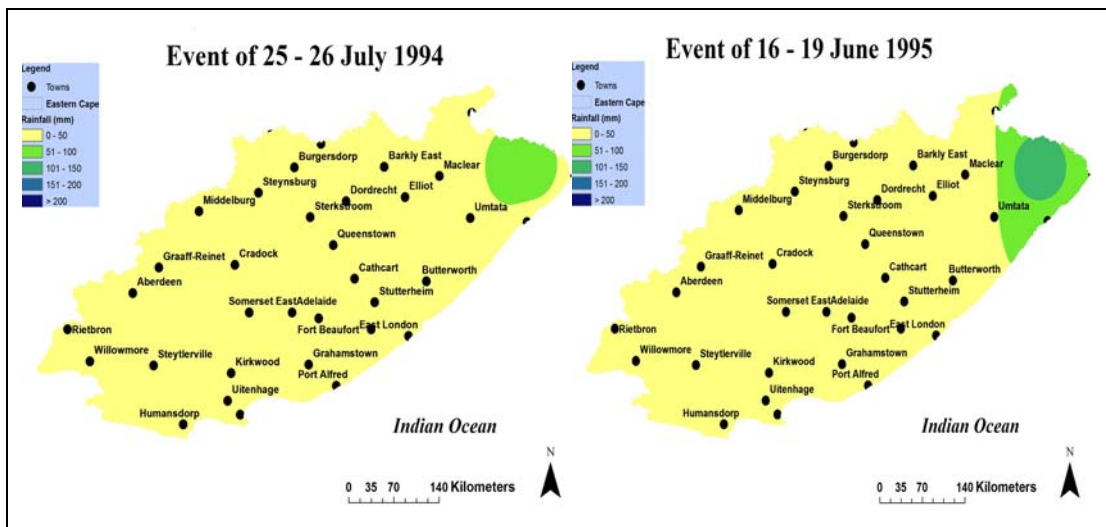 Event of 25 - 26 July 1994
Legend
Towns
Eastern Cape
Rainfall (mm)
0 - 50
51 - 100
101 - 150
151 - 200
> 200
Burgersdorp
Barkly East
Maclear
Steynsburg
Dordrecht
Elliot
Middelburg
Sterkstroom
Umtata
Queenstown
Graaff-Reinet
Cradock
Cathcart
Butterworth
Aberdeen
Stutterheim
Somerset East
Adelaide
Rietbron
Fort Beaufort
East London
Willowmore
Steytlerville
Kirkwood
Grahamstown
Port Alfred
Uitenhage
Humansdorp
Indian Ocean
N
0 35 70 140 Kilometers
Event of 16 - 19 June 1995
Legend
Towns
Eastern Cape
Rainfall (mm)
0 - 50
51 - 100
101 - 150
151 - 200
> 200
Burgersdorp
Barkly East
Maclear
Steynsburg
Dordrecht
Elliot
Middelburg
Sterkstroom
Umtata
Queenstown
Graaff-Reinet
Cradock
Cathcart
Butterworth
Aberdeen
Stutterheim
Somerset East
Adelaide
Rietbron
Fort Beaufort
East London
Willowmore
Steytlerville
Kirkwood
Grahamstown
Port Alfred
Uitenhage
Humansdorp
Indian Ocean
N
0 35 70 140 Kilometers